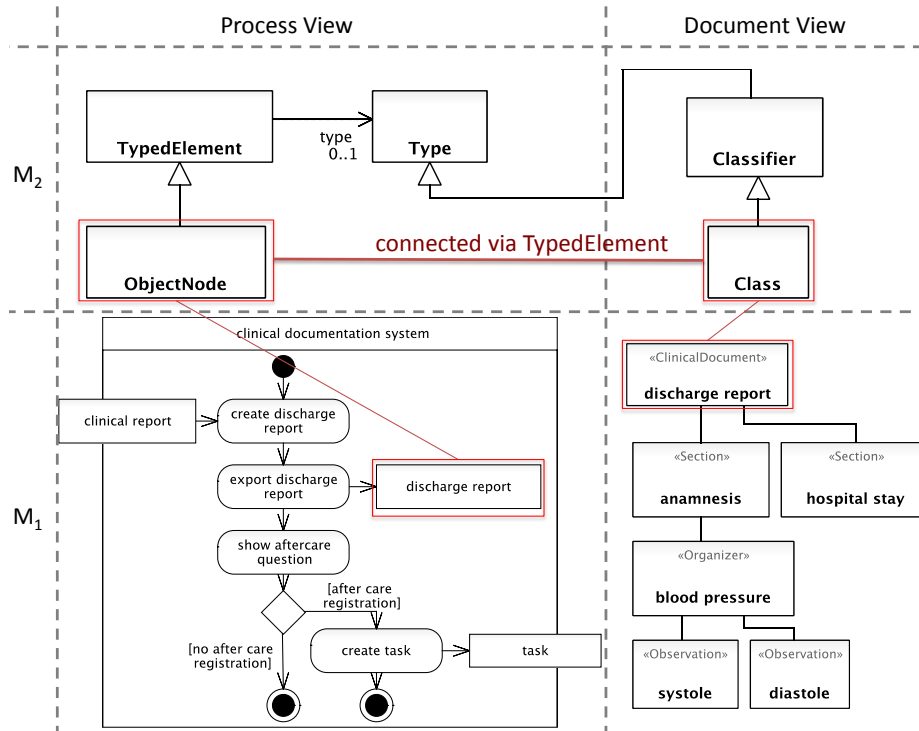 Process View
Document View
M2
TypedElement
type
0..1
Type
Classifier
ObjectNode
connected via TypedElement
Class
M1
clinical documentation system
clinical report
create discharge
report
export discharge
report
discharge report
show aftercare
question
[after care
registration]
[no after care
registration]
create task
task
«ClinicalDocument»
discharge report
«Section»
anamnesis
«Section»
hospital stay
«Organizer»
blood pressure
«Observation»
systole
«Observation»
diastole